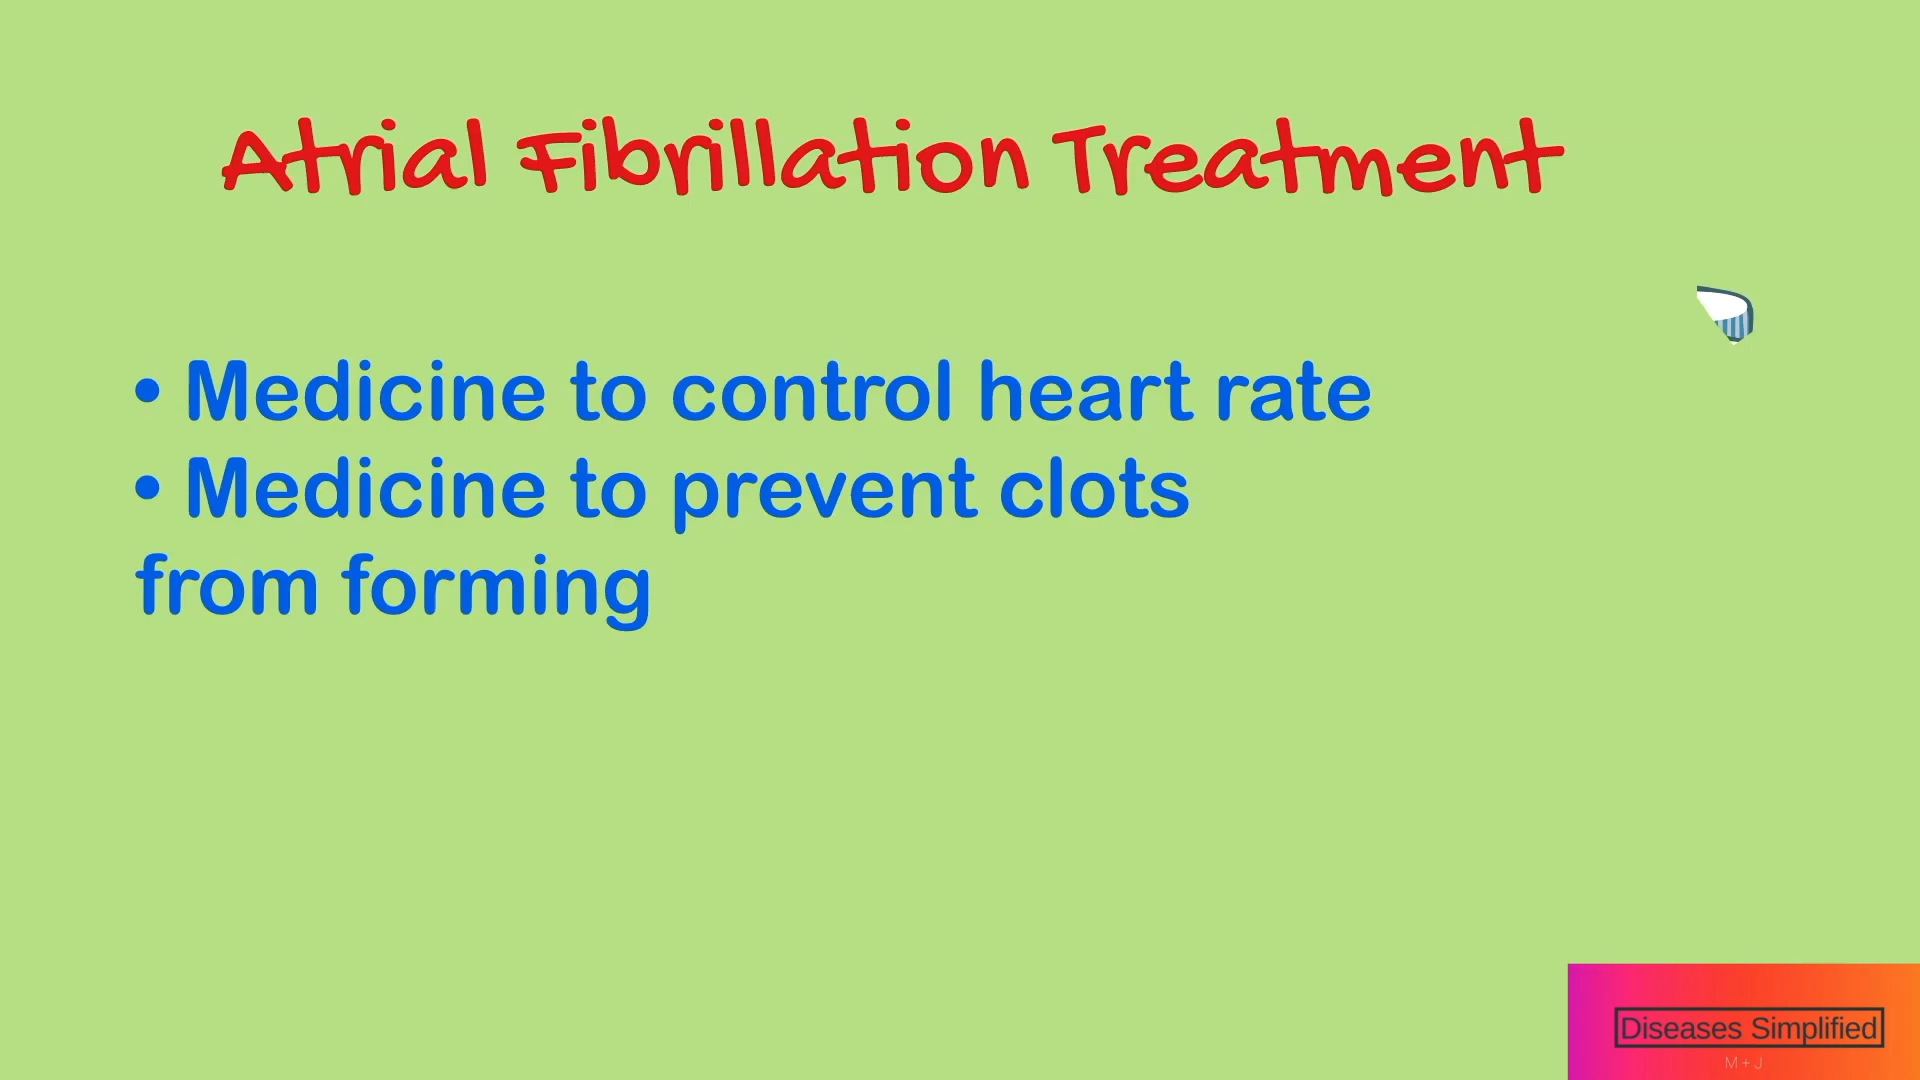 Atrial Fibrillation Treatment
• Medicine to control heart rate
• Medicine to prevent clots
from forming
Diseases Simplified
M + J